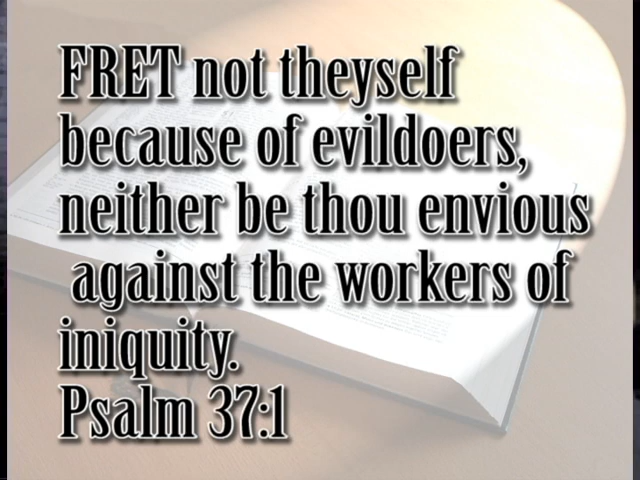 FRET not theyself
because of evildoers,
neither be thou envious
against the workers of
iniquity.
Psalm 37:1